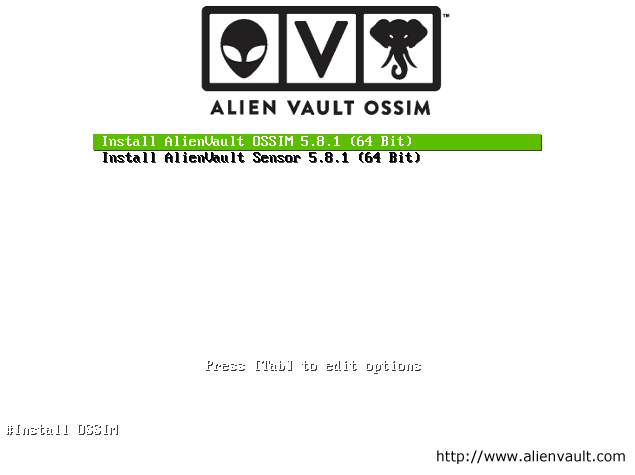 V™
ALIEN VAULT OSSIM
Install AlienVault OSSIM 5.8.1 (64 Bit)
Install AlienVault Sensor 5.8.1 (64 Bit)
Press [Tab] to edit options
#Install OSSIM
http://www.alienvault.com